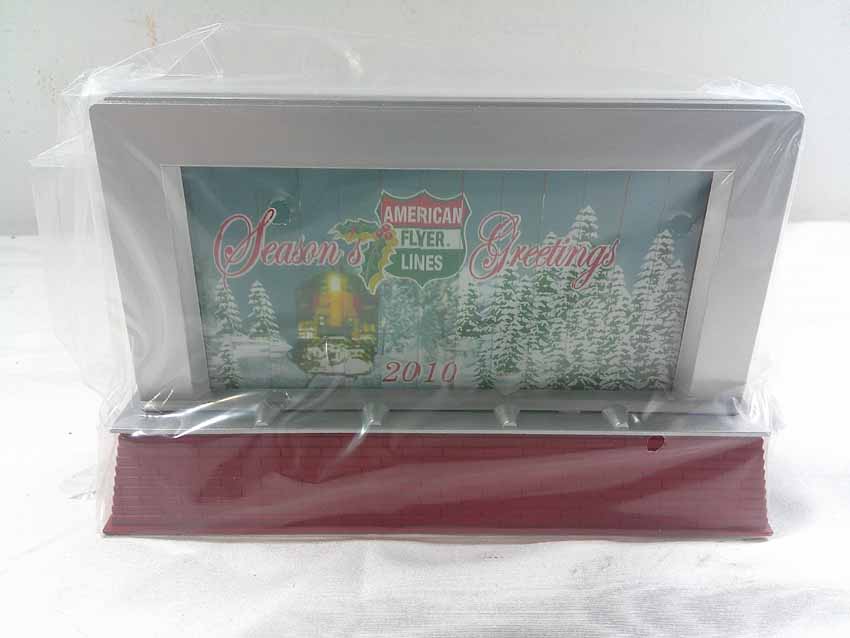 Season's Greetings
AMERICAN
FLYER
LINES
2010